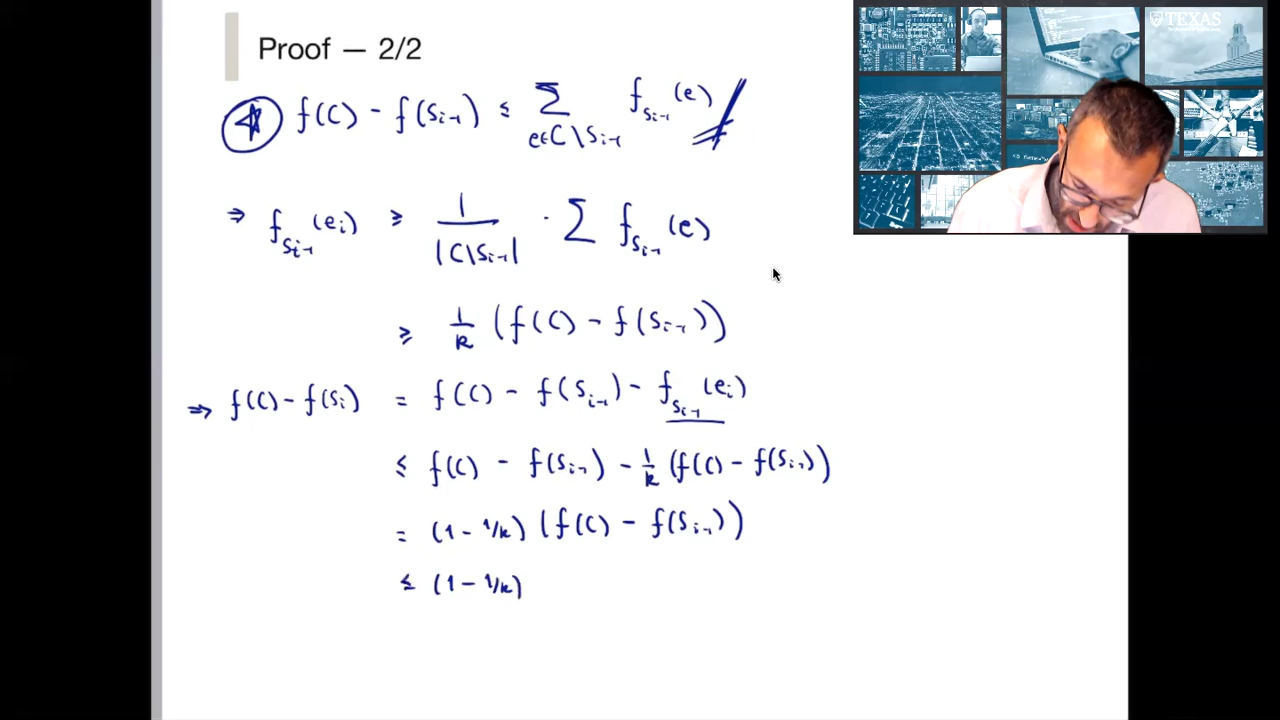 Proof — 2/2
TEXAS
⊛ f(C) - f(S_{i-1}) ≤ Σ_{e∈C\S_{i-1}} f_{S_{i-1}}(e) //
⇒ f_{S_{i-1}}(e_i) ≥ 1/|C\S_{i-1}| · Σ f_{S_{i-1}}(e)
≥ 1/k (f(C) - f(S_{i-1}))
⇒ f(C) - f(S_i) = f(C) - f(S_{i-1}) - f_{S_{i-1}}(e_i)
≤ f(C) - f(S_{i-1}) - 1/k (f(C) - f(S_{i-1}))
= (1 - 1/k) (f(C) - f(S_{i-1}))
≤ (1 - 1/k)